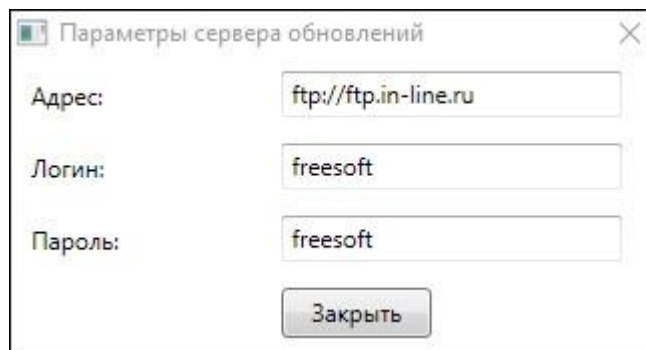 Параметры сервера обновлений
Адрес: ftp://ftp.in-line.ru
Логин: freesoft
Пароль: freesoft
Закрыть